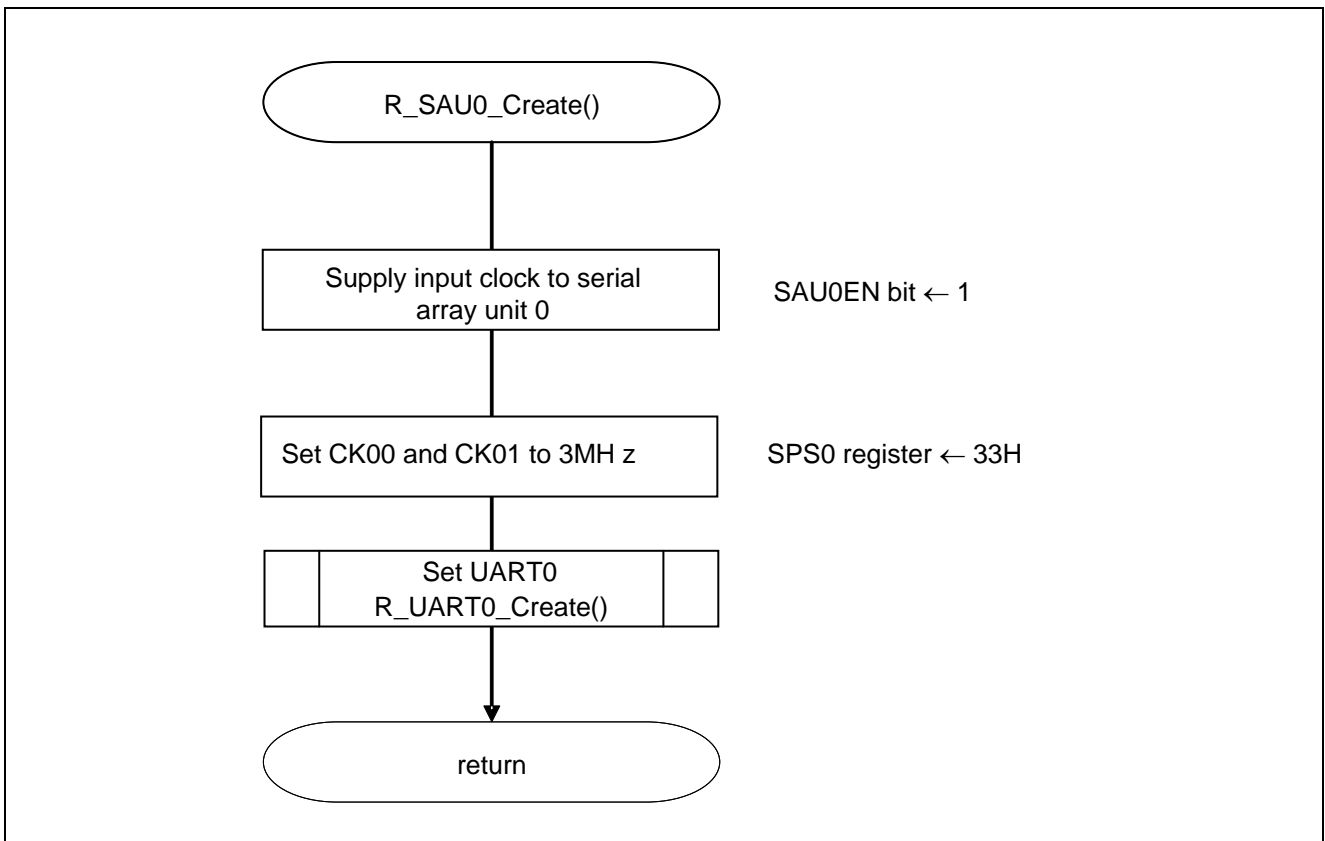 R_SAU0_Create()
Supply input clock to serial
array unit 0
SAU0EN bit ← 1
Set CK00 and CK01 to 3MH z
SPS0 register ← 33H
Set UART0
R_UART0_Create()
return